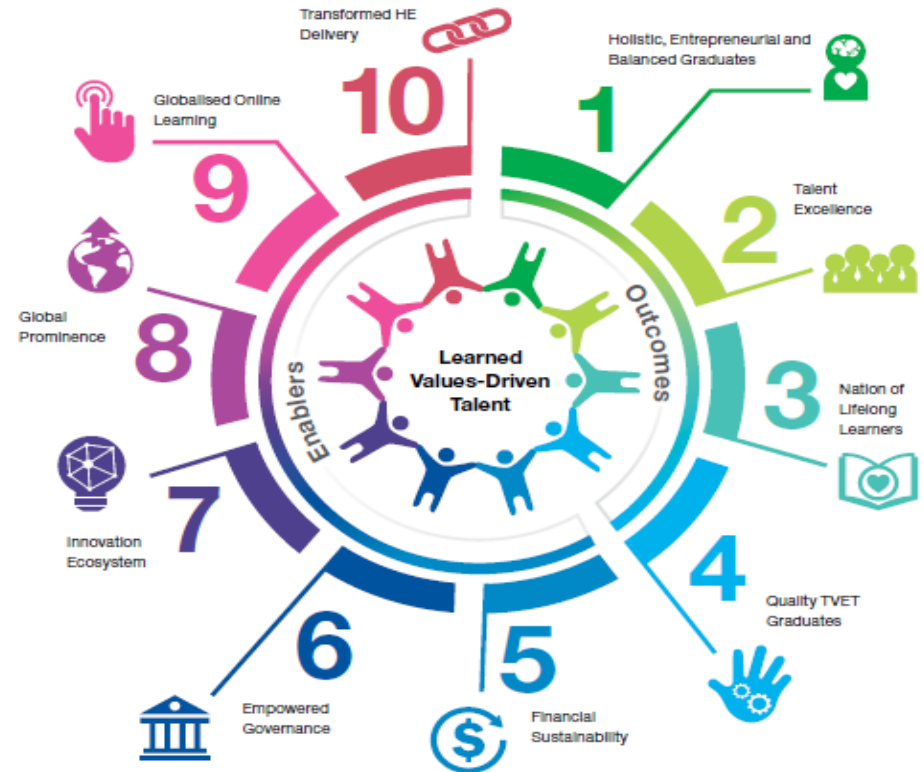 1
Holistic, Entrepreneurial and
Balanced Graduates
2
Talent
Excellence
3
Nation of
Lifelong
Learners
4
Quality TVET
Graduates
5
Financial
Sustainability
$
6
Empowered
Governance
7
Innovation
Ecosystem
8
Global
Prominence
9
Globalised Online
Learning
10
Transformed HE
Delivery
Enablers
Outcomes
Learned
Values-Driven
Talent